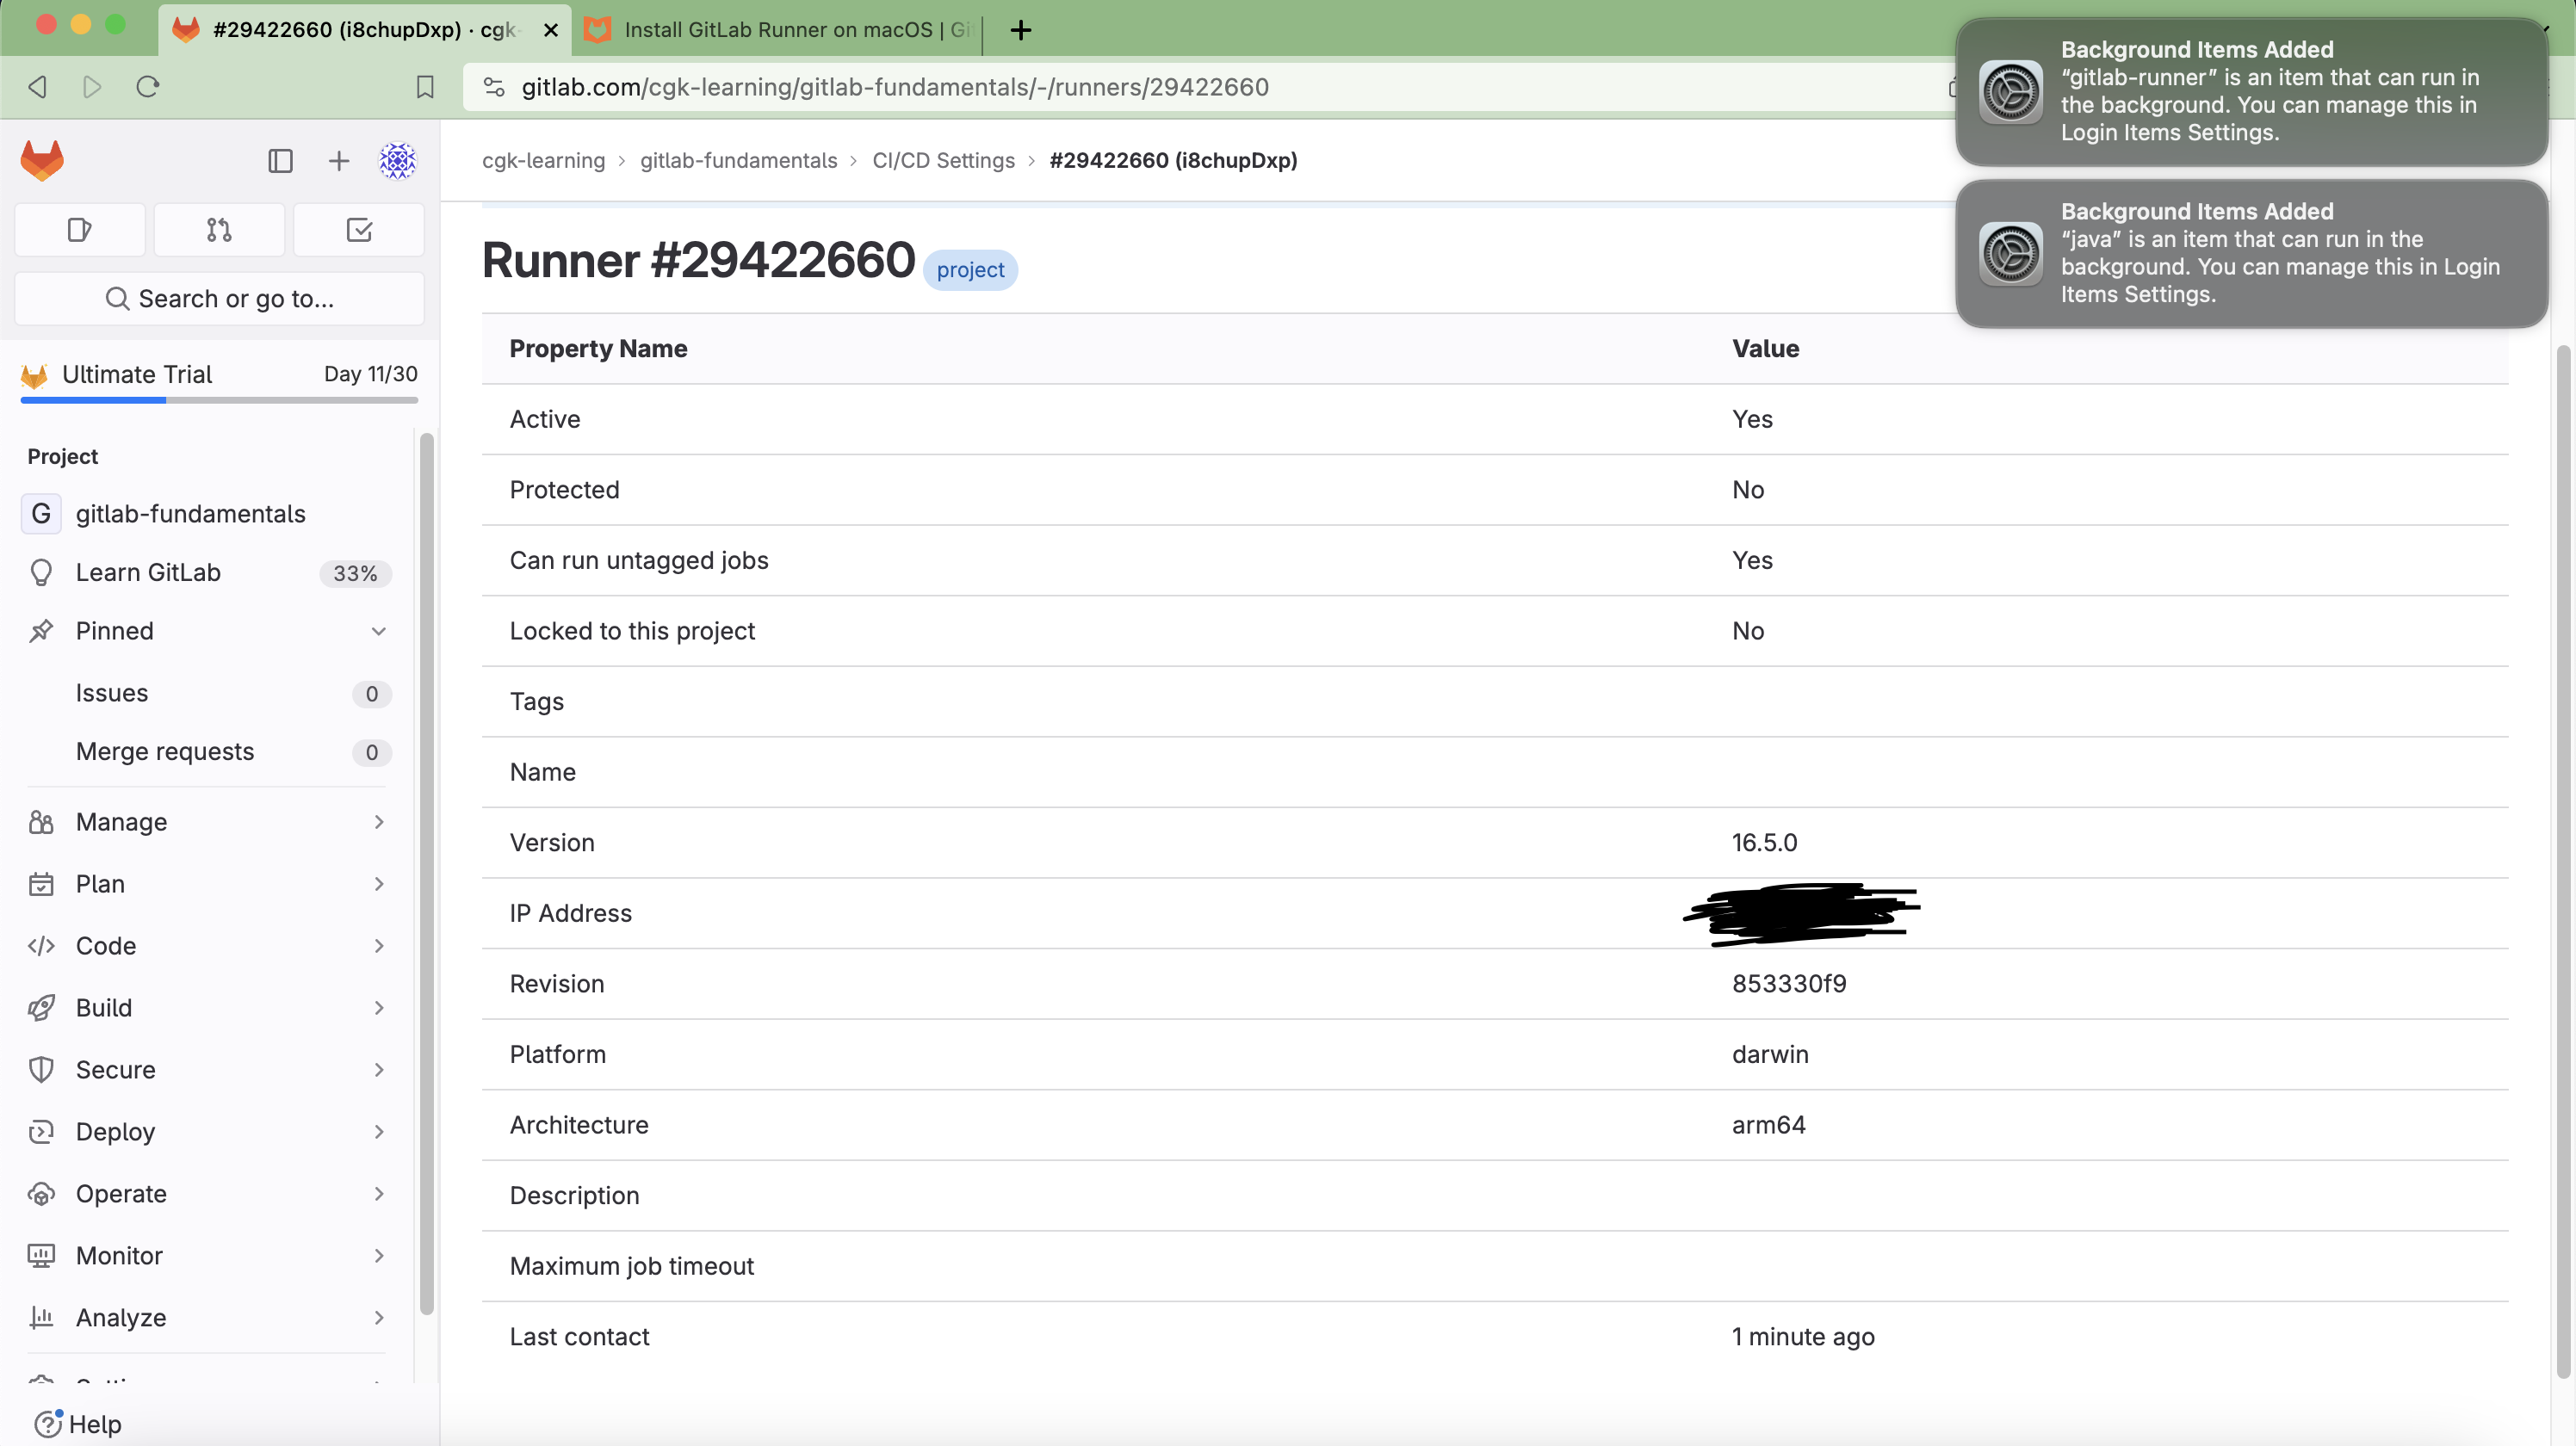 #29422660 (i8chupDxp) · cgk-
Install GitLab Runner on macOS | Git
gitlab.com/cgk-learning/gitlab-fundamentals/-/runners/29422660
Background Items Added
“gitlab-runner” is an item that can run in
the background. You can manage this in
Login Items Settings.
Background Items Added
“java” is an item that can run in the
background. You can manage this in Login
Items Settings.
cgk-learning › gitlab-fundamentals › CI/CD Settings › #29422660 (i8chupDxp)
Search or go to...
Ultimate Trial Day 11/30
Project
G gitlab-fundamentals
Learn GitLab 33%
Pinned
Issues 0
Merge requests 0
Manage
Plan
Code
Build
Secure
Deploy
Operate
Monitor
Analyze
Help
Runner #29422660 project
Property Name Value
Active Yes
Protected No
Can run untagged jobs Yes
Locked to this project No
Tags
Name
Version 16.5.0
IP Address
Revision 853330f9
Platform darwin
Architecture arm64
Description
Maximum job timeout
Last contact 1 minute ago